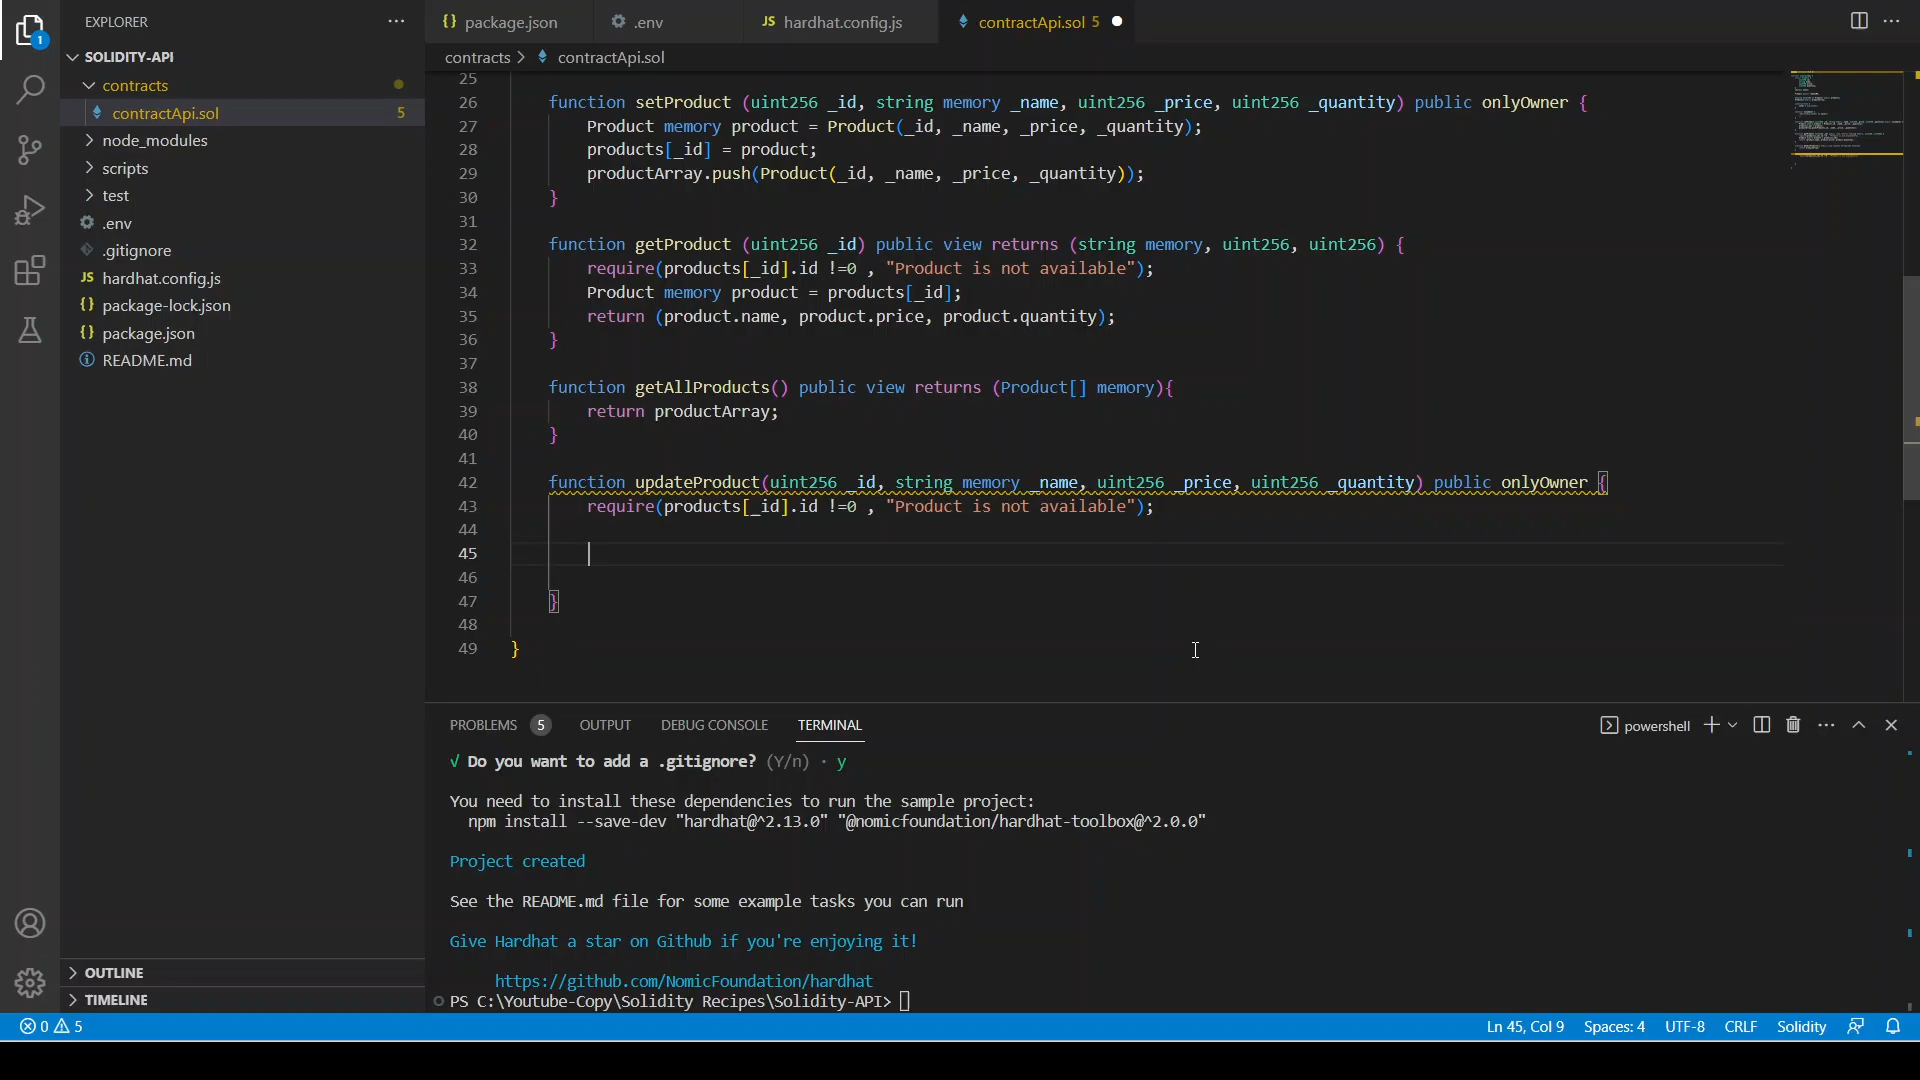 EXPLORER
SOLIDITY-API
contracts
contractApi.sol 5
node_modules
scripts
test
.env
.gitignore
JS hardhat.config.js
{} package-lock.json
{} package.json
README.md
OUTLINE
TIMELINE
1
{} package.json
.env
JS hardhat.config.js
contractApi.sol 5
contracts > contractApi.sol
25
26 function setProduct (uint256 _id, string memory _name, uint256 _price, uint256 _quantity) public onlyOwner {
27 Product memory product = Product(_id, _name, _price, _quantity);
28 products[_id] = product;
29 productArray.push(Product(_id, _name, _price, _quantity));
30 }
31
32 function getProduct (uint256 _id) public view returns (string memory, uint256, uint256) {
33 require(products[_id].id !=0 , "Product is not available");
34 Product memory product = products[_id];
35 return (product.name, product.price, product.quantity);
36 }
37
38 function getAllProducts() public view returns (Product[] memory){
39 return productArray;
40 }
41
42 function updateProduct(uint256 _id, string memory _name, uint256 _price, uint256 _quantity) public onlyOwner {
43 require(products[_id].id !=0 , "Product is not available");
44
45
46
47 }
48
49 }
PROBLEMS 5 OUTPUT DEBUG CONSOLE TERMINAL
powershell
√ Do you want to add a .gitignore? (Y/n) · y
You need to install these dependencies to run the sample project:
npm install --save-dev "hardhat@^2.13.0" "@nomicfoundation/hardhat-toolbox@^2.0.0"
Project created
See the README.md file for some example tasks you can run
Give Hardhat a star on Github if you're enjoying it!
https://github.com/NomicFoundation/hardhat
PS C:\Youtube-Copy\Solidity Recipes\Solidity-API>
0 5
Ln 45, Col 9 Spaces: 4 UTF-8 CRLF Solidity